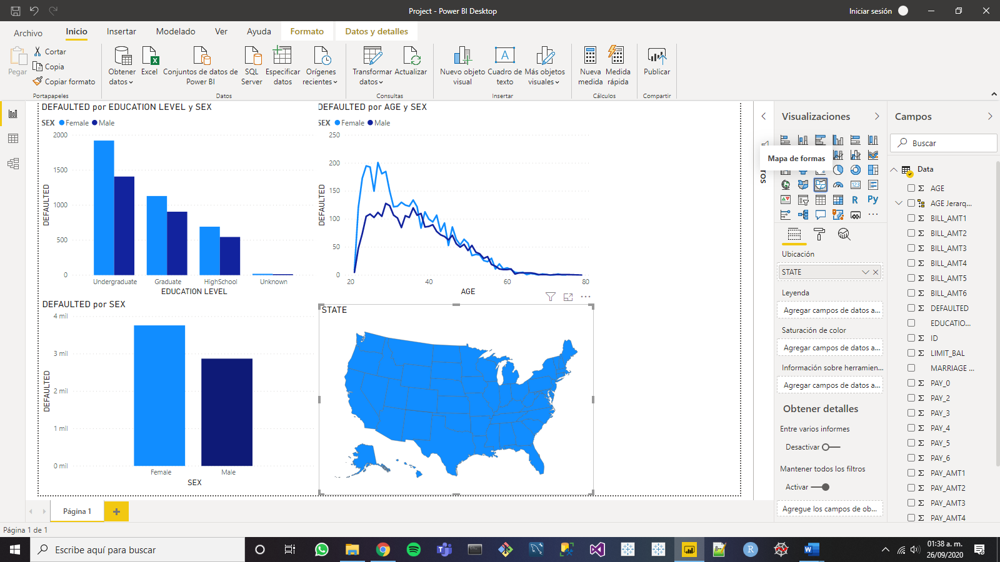 Project - Power BI Desktop
Iniciar sesión
Archivo
Inicio
Insertar
Modelado
Ver
Ayuda
Formato
Datos y detalles
Pegar
Cortar
Copia
Copiar formato
Portapapeles
Obtener
datos
Excel
Conjuntos de datos de
Power BI
SQL
Server
Especificar
datos
Orígenes
recientes
Datos
Transformar
datos
Actualizar
Consultas
Nuevo objeto
visual
Cuadro de
texto
Más objetos
visuales
Insertar
Nueva
medida
Medida
rápida
Cálculos
Publicar
Compartir
DEFAULTED por EDUCATION LEVEL y SEX
SEX Female Male
2000
1500
1000
500
0
DEFAULTED
Undergraduate
Graduate
HighSchool
Unknown
EDUCATION LEVEL
DEFAULTED por AGE y SEX
SEX Female Male
250
200
150
100
50
0
DEFAULTED
20
40
60
80
AGE
DEFAULTED por SEX
4 mil
3 mil
2 mil
1 mil
0 mil
DEFAULTED
Female
Male
SEX
STATE
Visualizaciones
Mapa de formas
ros
R
Py
123
Ubicación
STATE
Leyenda
Agregar campos de datos a...
Saturación de color
Agregar campos de datos a...
Información sobre herramien...
Agregar campos de datos a...
Obtener detalles
Entre varios informes
Desactivar
Mantener todos los filtros
Activar
Agregue los campos de ob...
Campos
Buscar
Data
AGE
AGE Jerarq...
BILL_AMT1
BILL_AMT2
BILL_AMT3
BILL_AMT4
BILL_AMT5
BILL_AMT6
DEFAULTED
EDUCATIO...
ID
LIMIT_BAL
MARRIAGE ...
PAY_0
PAY_2
PAY_3
PAY_4
PAY_5
PAY_6
PAY_AMT1
PAY_AMT2
PAY_AMT3
PAY_AMT4
Página 1
Página 1 de 1
Escribe aquí para buscar
01:38 a. m.
26/09/2020